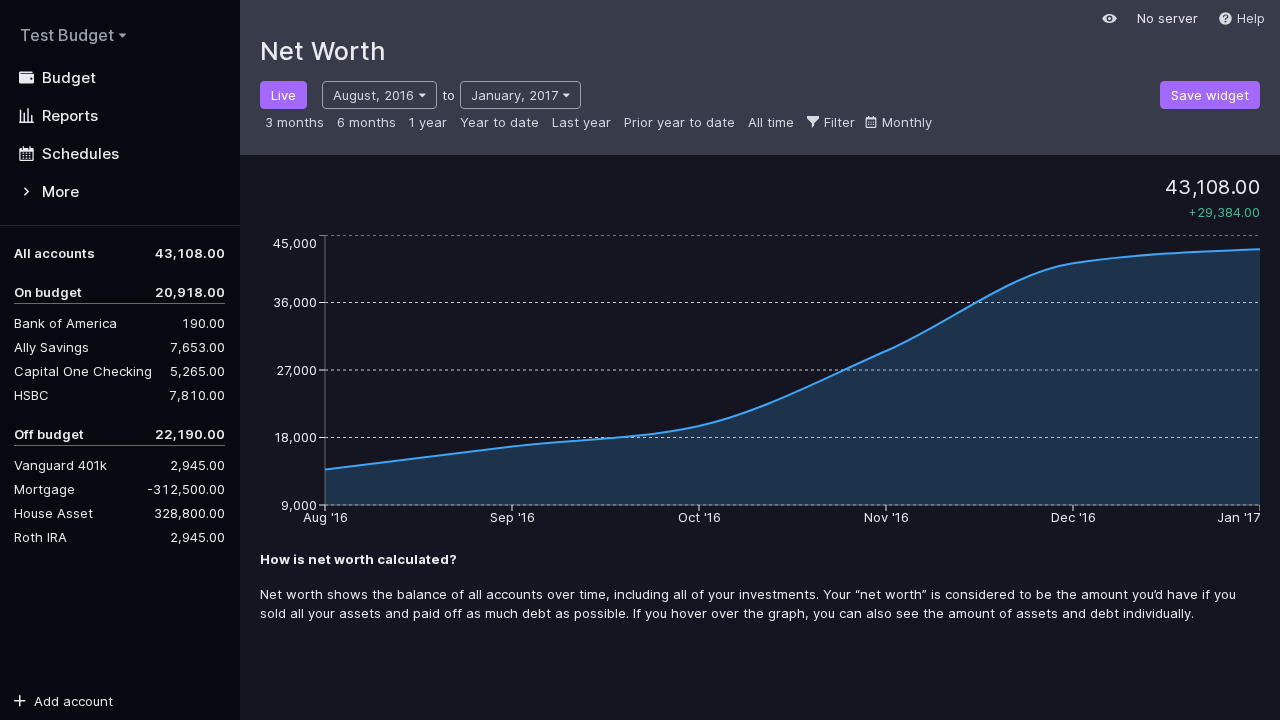 Test Budget
Budget
Reports
Schedules
More
All accounts 43,108.00
On budget 20,918.00
Bank of America 190.00
Ally Savings 7,653.00
Capital One Checking 5,265.00
HSBC 7,810.00
Off budget 22,190.00
Vanguard 401k 2,945.00
Mortgage -312,500.00
House Asset 328,800.00
Roth IRA 2,945.00
Add account
No server Help
Net Worth
Live August, 2016 to January, 2017 Save widget
3 months 6 months 1 year Year to date Last year Prior year to date All time Filter Monthly
43,108.00
+29,384.00
45,000
36,000
27,000
18,000
9,000
Aug '16 Sep '16 Oct '16 Nov '16 Dec '16 Jan '17
How is net worth calculated?
Net worth shows the balance of all accounts over time, including all of your investments. Your “net worth” is considered to be the amount you’d have if you
sold all your assets and paid off as much debt as possible. If you hover over the graph, you can also see the amount of assets and debt individually.